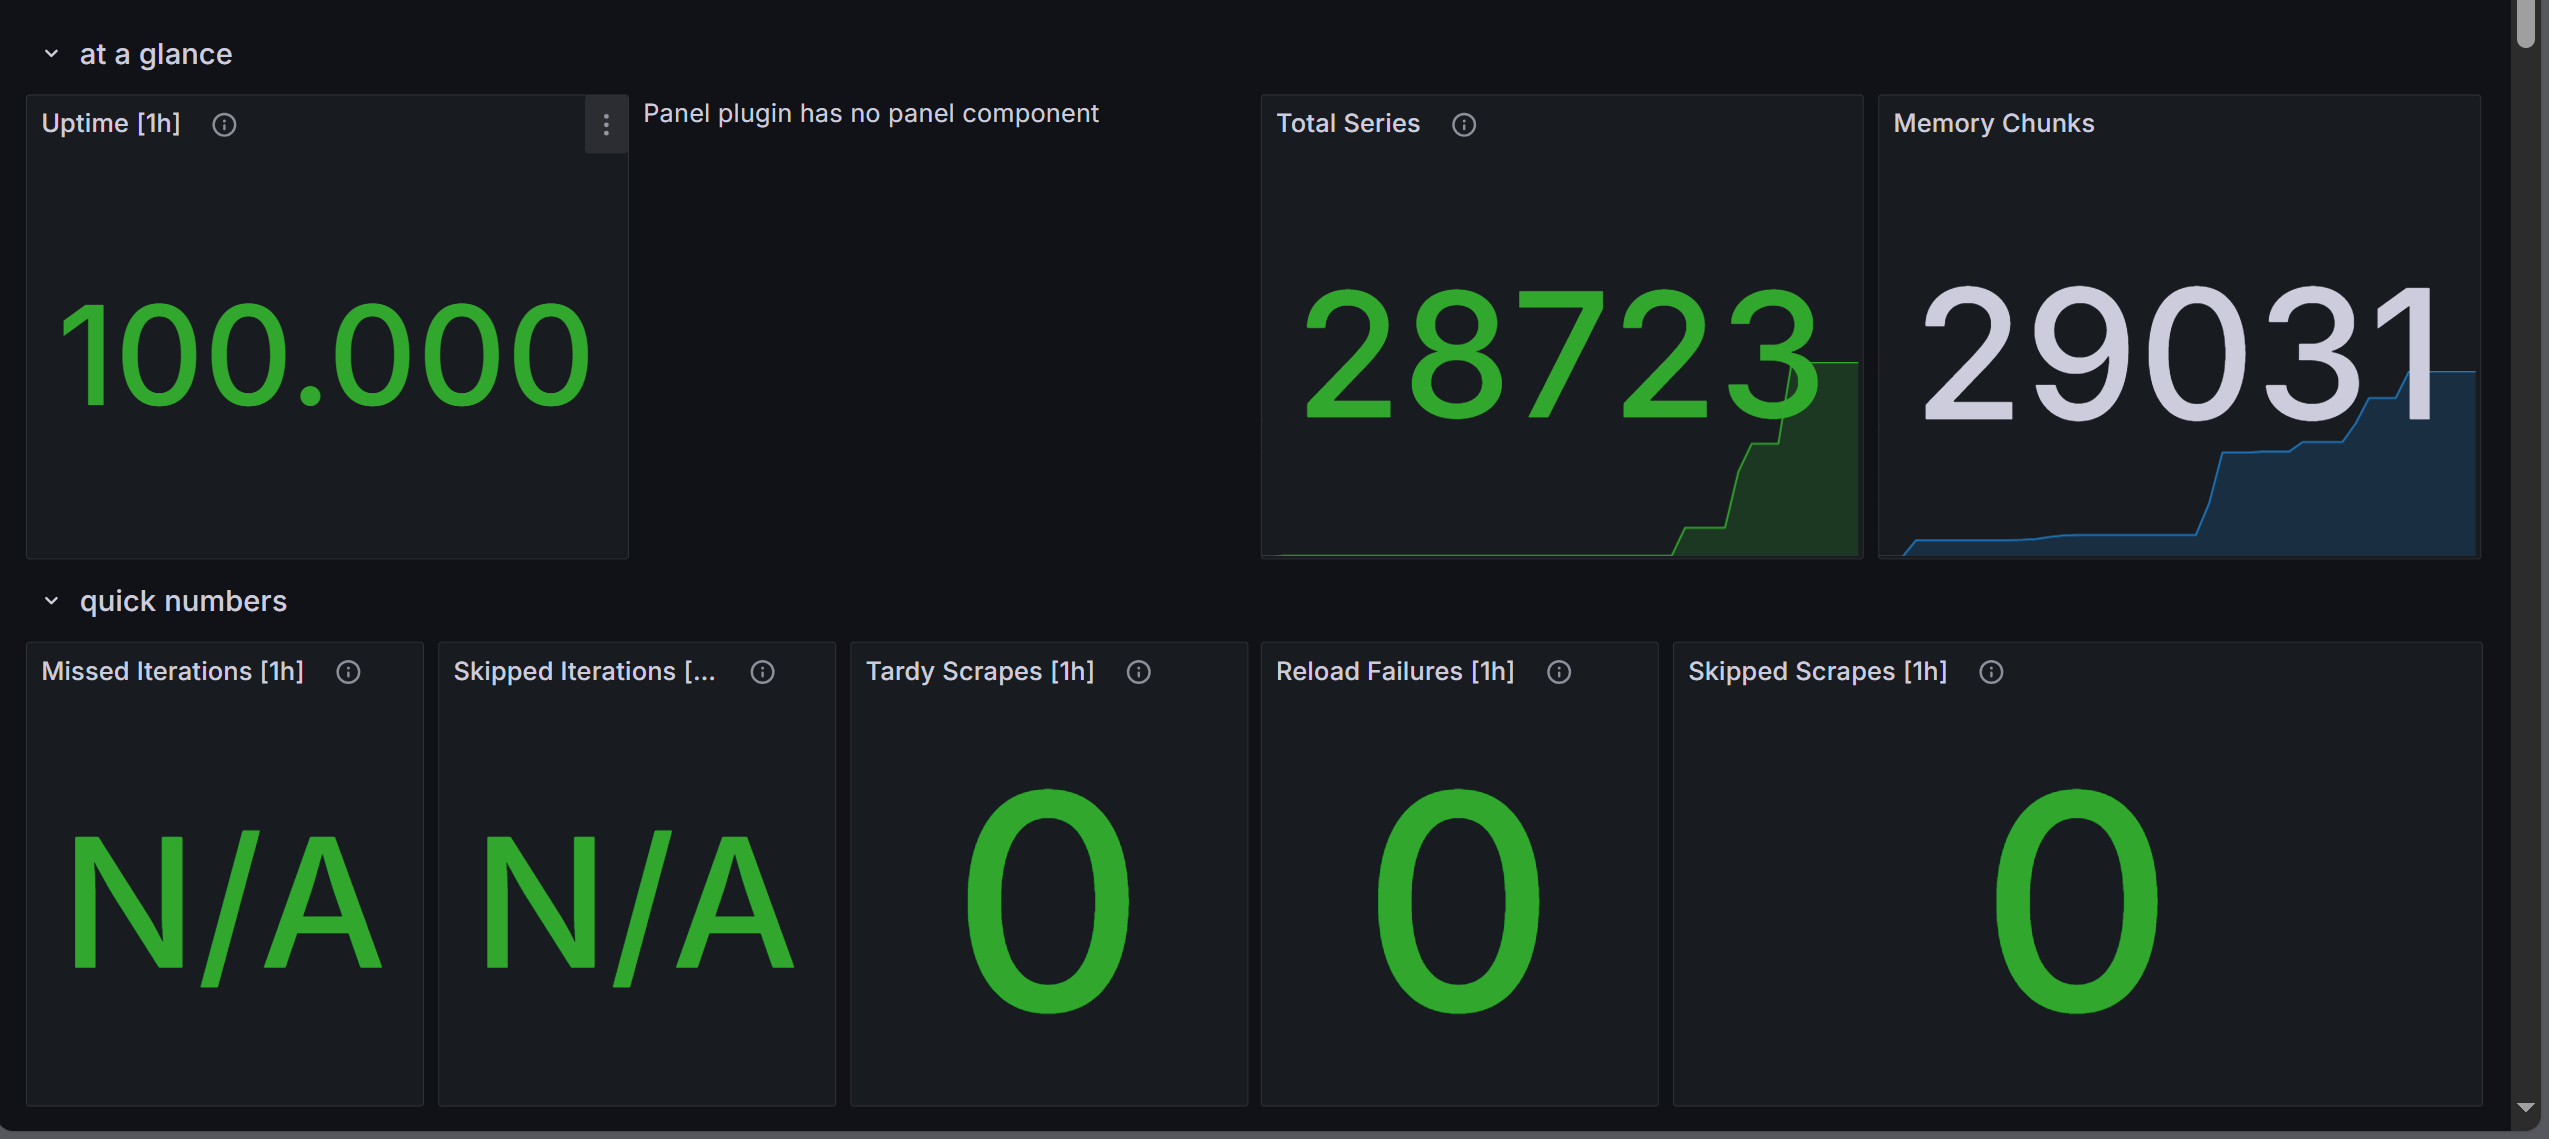 at a glance
Uptime [1h]
Panel plugin has no panel component
Total Series
Memory Chunks
100.000
28723
29031
quick numbers
Missed Iterations [1h]
Skipped Iterations [...
Tardy Scrapes [1h]
Reload Failures [1h]
Skipped Scrapes [1h]
N/A
N/A
0
0
0